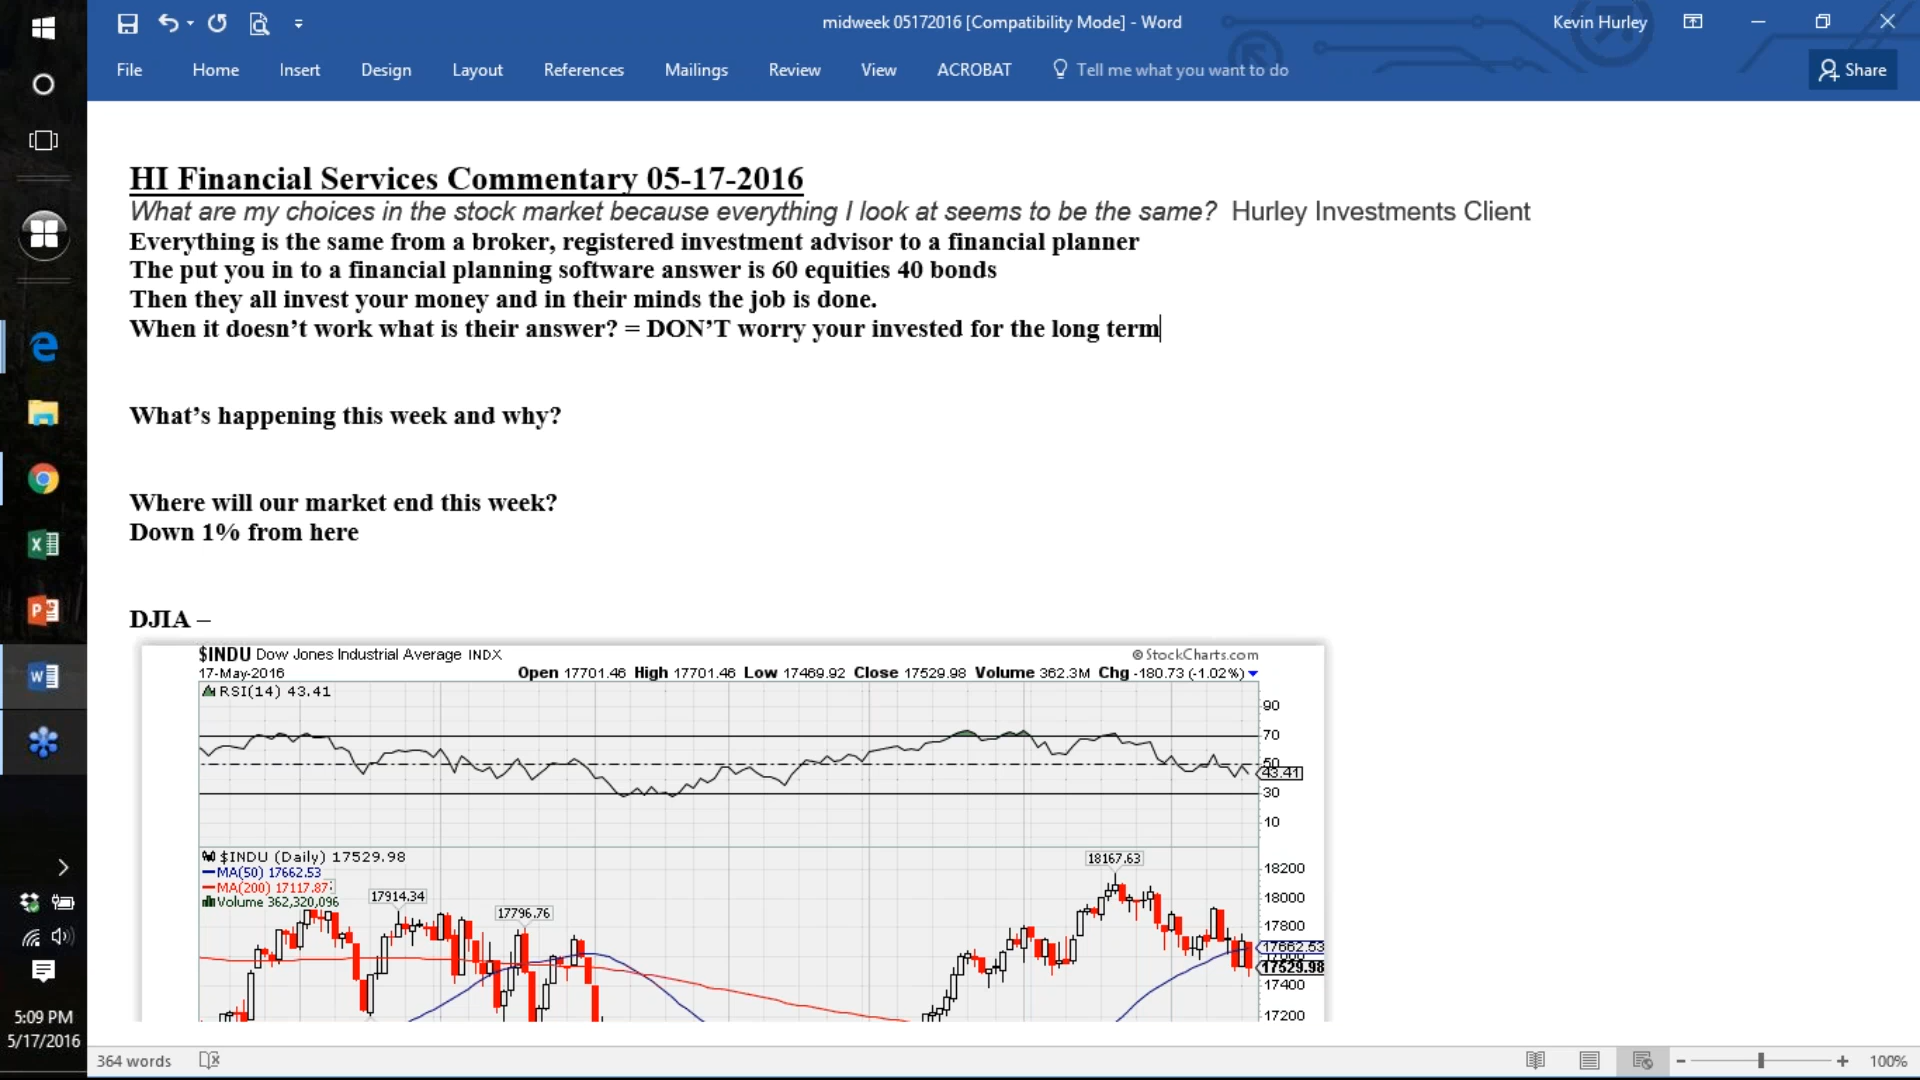 midweek 05172016 [Compatibility Mode] - Word
Kevin Hurley
File Home Insert Design Layout References Mailings Review View ACROBAT Tell me what you want to do Share
HI Financial Services Commentary 05-17-2016
What are my choices in the stock market because everything I look at seems to be the same? Hurley Investments Client
Everything is the same from a broker, registered investment advisor to a financial planner
The put you in to a financial planning software answer is 60 equities 40 bonds
Then they all invest your money and in their minds the job is done.
When it doesn’t work what is their answer? = DON’T worry your invested for the long term
What’s happening this week and why?
Where will our market end this week?
Down 1% from here
DJIA –
$INDU Dow Jones Industrial Average INDX
© StockCharts.com
17-May-2016
Open 17701.46 High 17701.46 Low 17469.92 Close 17529.98 Volume 362.3M Chg -180.73 (-1.02%)
RSI(14) 43.41
90
70
50
43.41
30
10
$INDU (Daily) 17529.98
MA(50) 17662.53
MA(200) 17117.87
Volume 362,320,096
17914.34
17796.76
18167.63
18200
18000
17800
17662.53
17529.98
17400
17200
5:09 PM
5/17/2016
364 words
100%